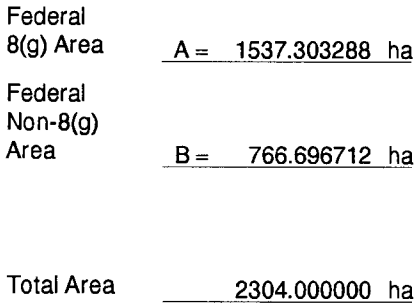 Federal
8(g) Area A = 1537.303288 ha
Federal
Non-8(g)
Area B = 766.696712 ha
Total Area 2304.000000 ha